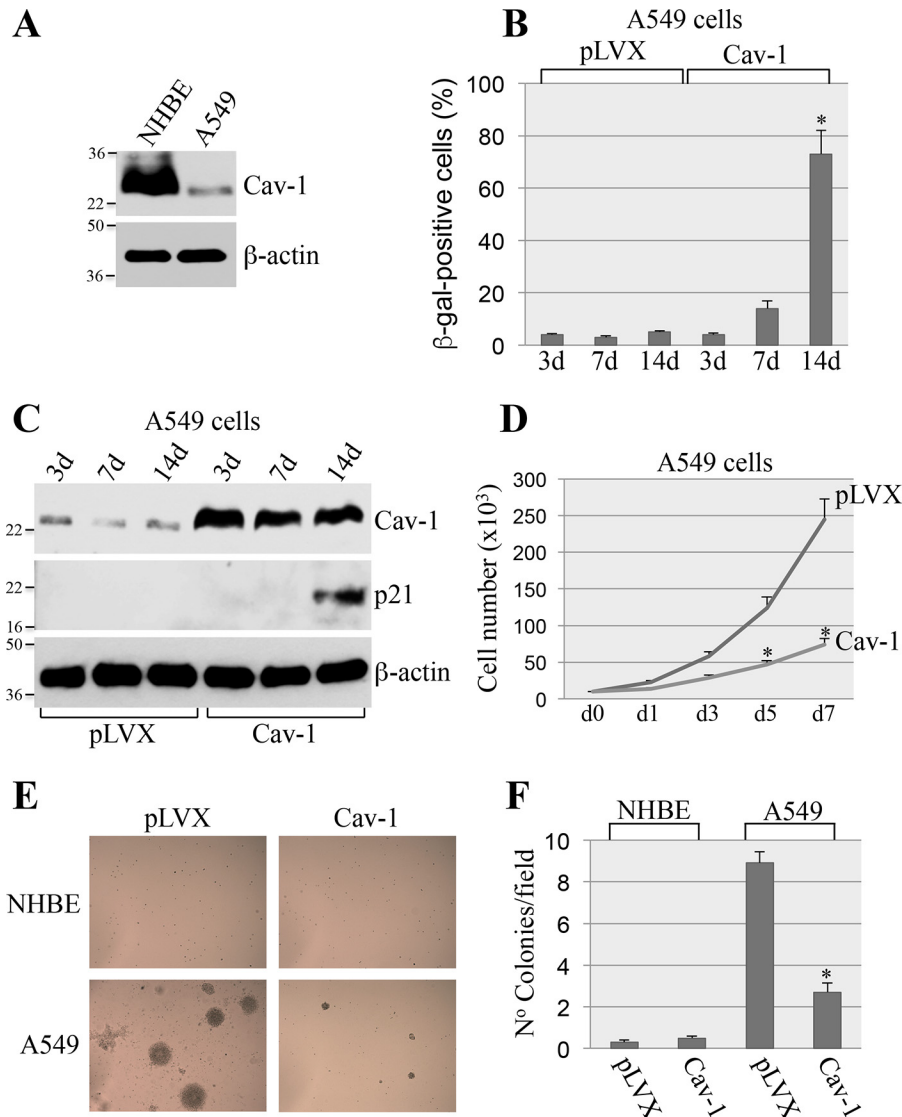 A
NHBE
A549
36
22
Cav-1
50
36
β-actin
B
A549 cells
pLVX
Cav-1
β-gal-positive cells (%)
100
80
60
40
20
0
3d 7d 14d 3d 7d 14d
*
C
A549 cells
3d 7d 14d 3d 7d 14d
22
Cav-1
22
16
p21
50
36
β-actin
pLVX
Cav-1
D
A549 cells
Cell number (x10³)
300
250
200
150
100
50
0
d0 d1 d3 d5 d7
pLVX
Cav-1
*
*
E
pLVX
Cav-1
NHBE
A549
F
NHBE
A549
Nº Colonies/field
10
8
6
4
2
0
*
pLVX
Cav-1
pLVX
Cav-1